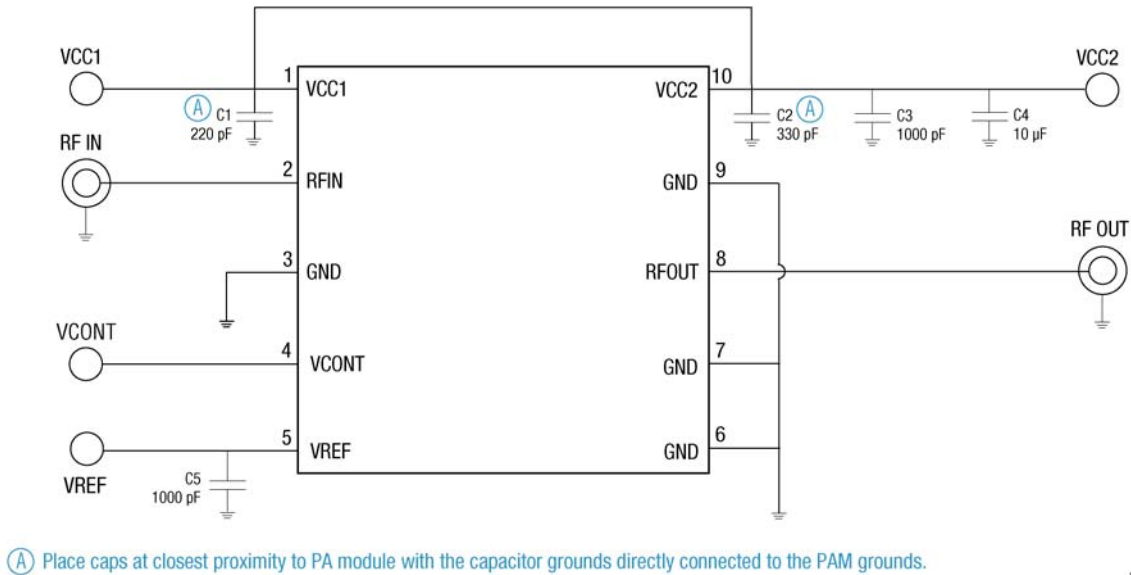 VCC1
1
VCC1
A C1
220 pF
RF IN
2
RFIN
3
GND
VCONT
4
VCONT
5
VREF
VREF
C5
1000 pF
VCC2
10
VCC2
C2 A
330 pF
C3
1000 pF
C4
10 µF
9
GND
RF OUT
8
RFOUT
7
GND
6
GND
A Place caps at closest proximity to PA module with the capacitor grounds directly connected to the PAM grounds.